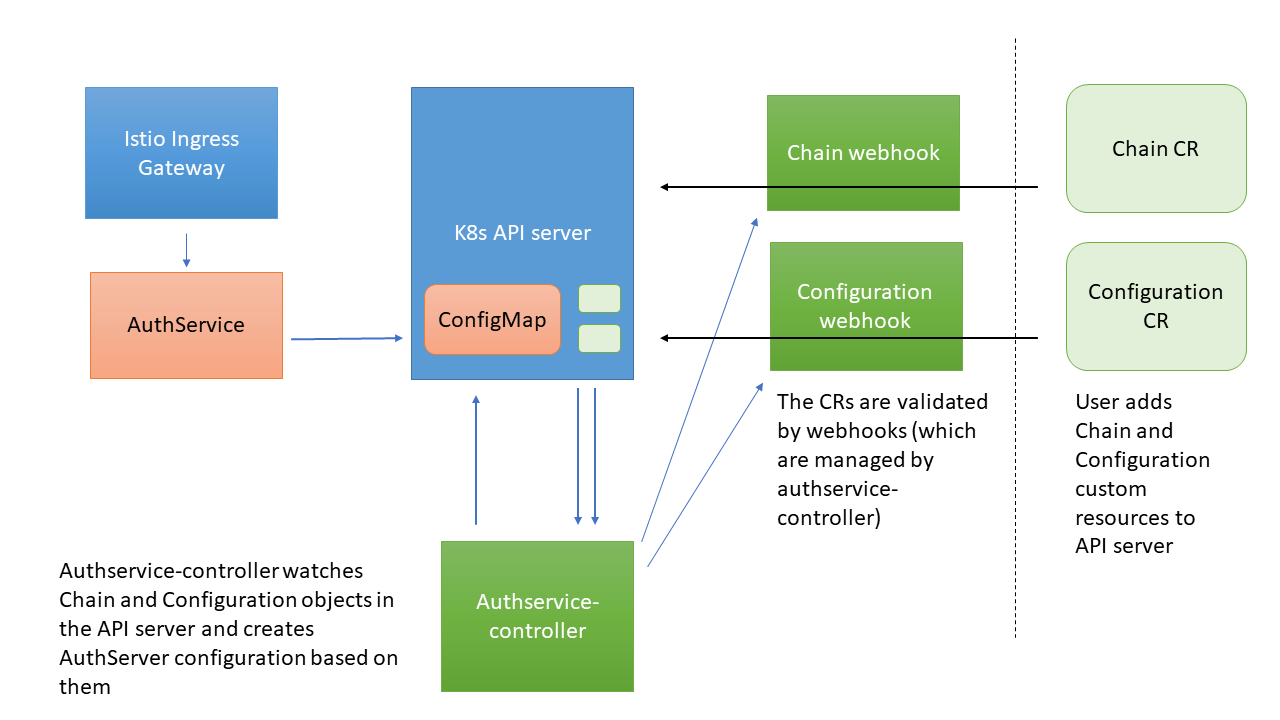 Istio Ingress
Gateway
AuthService
K8s API server
ConfigMap
Chain webhook
Configuration
webhook
Chain CR
Configuration
CR
The CRs are validated
by webhooks (which
are managed by
authservice-
controller)
User adds
Chain and
Configuration
custom
resources to
API server
Authservice-controller watches
Chain and Configuration objects in
the API server and creates
AuthServer configuration based on
them
Authservice-
controller